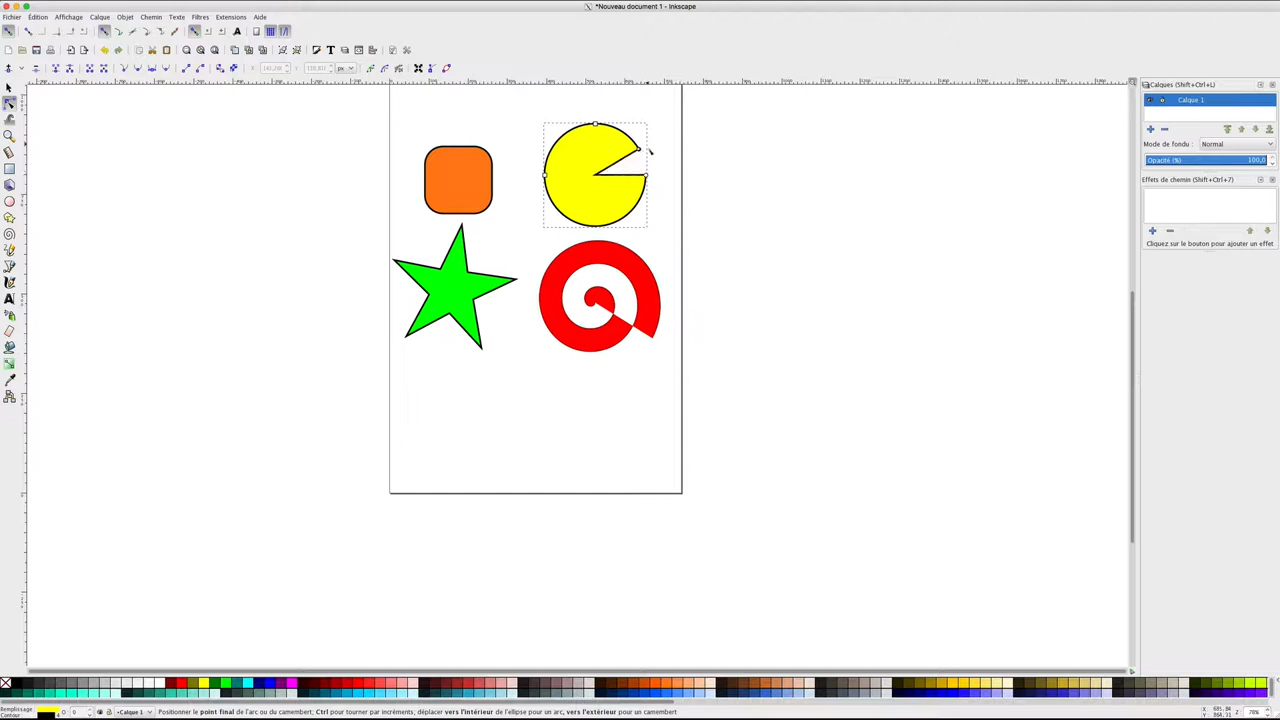 *Nouveau document 1 - Inkscape
Fichier Édition Affichage Calque Objet Chemin Texte Filtres Extensions Aide
px
Calques (Shift+Ctrl+L)
Calque 1
Mode de fondu : Normal
Opacité (%) 100,0
Effets de chemin (Shift+Ctrl+7)
Cliquez sur le bouton pour ajouter un effet
Remplissage
Contour
•Calque 1
Positionner le point final de l'arc ou du camembert; Ctrl pour tourner par incréments, déplacer vers l'intérieur de l'ellipse pour un arc, vers l'extérieur pour un camembert